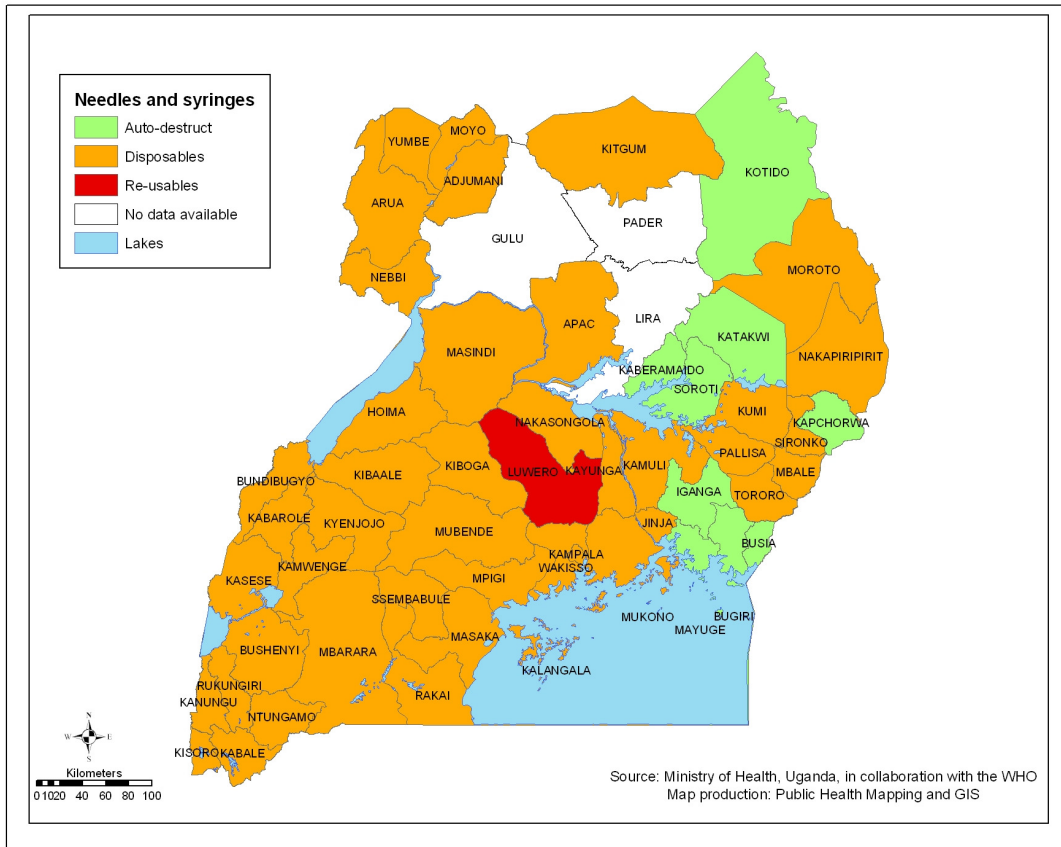 Needles and syringes
Auto-destruct
Disposables
Re-usables
No data available
Lakes
MOYO
YUMBE
KITGUM
ADJUMANI
KOTIDO
ARUA
PADER
GULU
MOROTO
NEBBI
LIRA
APAC
KATAKWI
MASINDI
NAKAPIRIPIRIT
KABERAMAIDO
SOROTI
HOIMA
KUMI
NAKASONGOLA
KAPCHORWA
SIRONKO
PALLISA
KIBOGA
LUWERO
KAYUNGA
KAMULI
MBALE
KIBAALE
BUNDIBUGYO
IGANGA
TORORO
KABAROLE
KYENJOJO
JINJA
MUBENDE
BUSIA
KAMPALA
KAMWENGE
WAKISSO
KASESE
MPIGI
SSEMBABULE
MUKONO
BUGIRI
MAYUGE
MASAKA
BUSHENYI
MBARARA
KALANGALA
RUKUNGIRI
RAKAI
KANUNGU
NTUNGAMO
KISORO
KABALE
N
W
E
S
Kilometers
0 1020 40 60 80 100
Source: Ministry of Health, Uganda, in collaboration with the WHO
Map production: Public Health Mapping and GIS